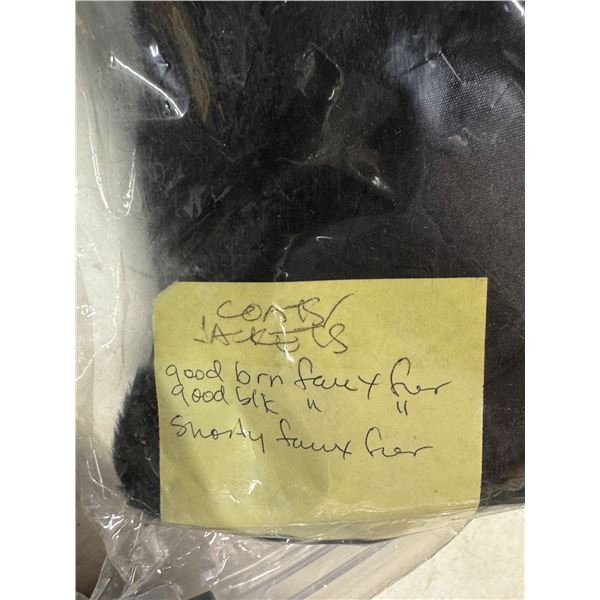 COATS/
JACKETS
good brn faux fur
good blk " "
Shorty faux fur